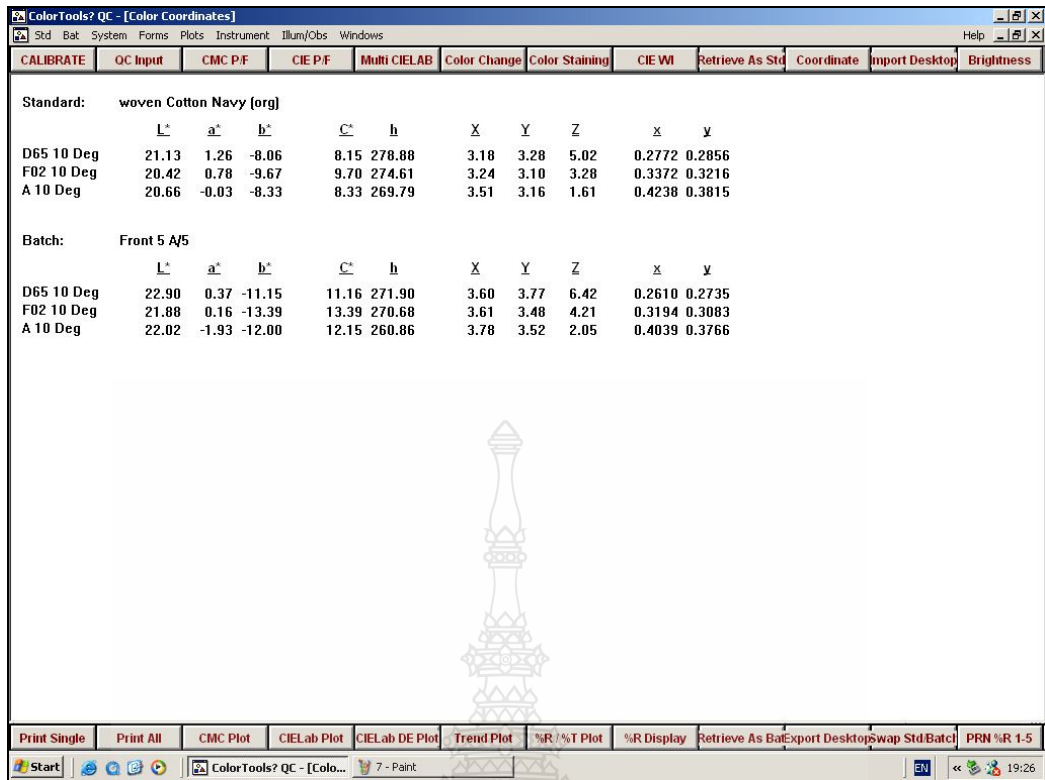 ColorTools? QC - [Color Coordinates]
Std Bat System Forms Plots Instrument Illum/Obs Windows Help
CALIBRATE QC Input CMC P/F CIE P/F Multi CIELAB Color Change Color Staining CIE WI Retrieve As Std Coordinate Import Desktop Brightness
Standard: woven Cotton Navy (org)
L* a* b* C* h X Y Z x y
D65 10 Deg 21.13 1.26 -8.06 8.15 278.88 3.18 3.28 5.02 0.2772 0.2856
F02 10 Deg 20.42 0.78 -9.67 9.70 274.61 3.24 3.10 3.28 0.3372 0.3216
A 10 Deg 20.66 -0.03 -8.33 8.33 269.79 3.51 3.16 1.61 0.4238 0.3815
Batch: Front 5 A/5
L* a* b* C* h X Y Z x y
D65 10 Deg 22.90 0.37 -11.15 11.16 271.90 3.60 3.77 6.42 0.2610 0.2735
F02 10 Deg 21.88 0.16 -13.39 13.39 270.68 3.61 3.48 4.21 0.3194 0.3083
A 10 Deg 22.02 -1.93 -12.00 12.15 260.86 3.78 3.52 2.05 0.4039 0.3766
Print Single Print All CMC Plot CIELab Plot CIELab DE Plot Trend Plot %R / %T Plot %R Display Retrieve As Bat Export Desktop Swap Std/Batch PRN %R 1-5
Start ColorTools? QC - [Colo... 7 - Paint EN « 19:26